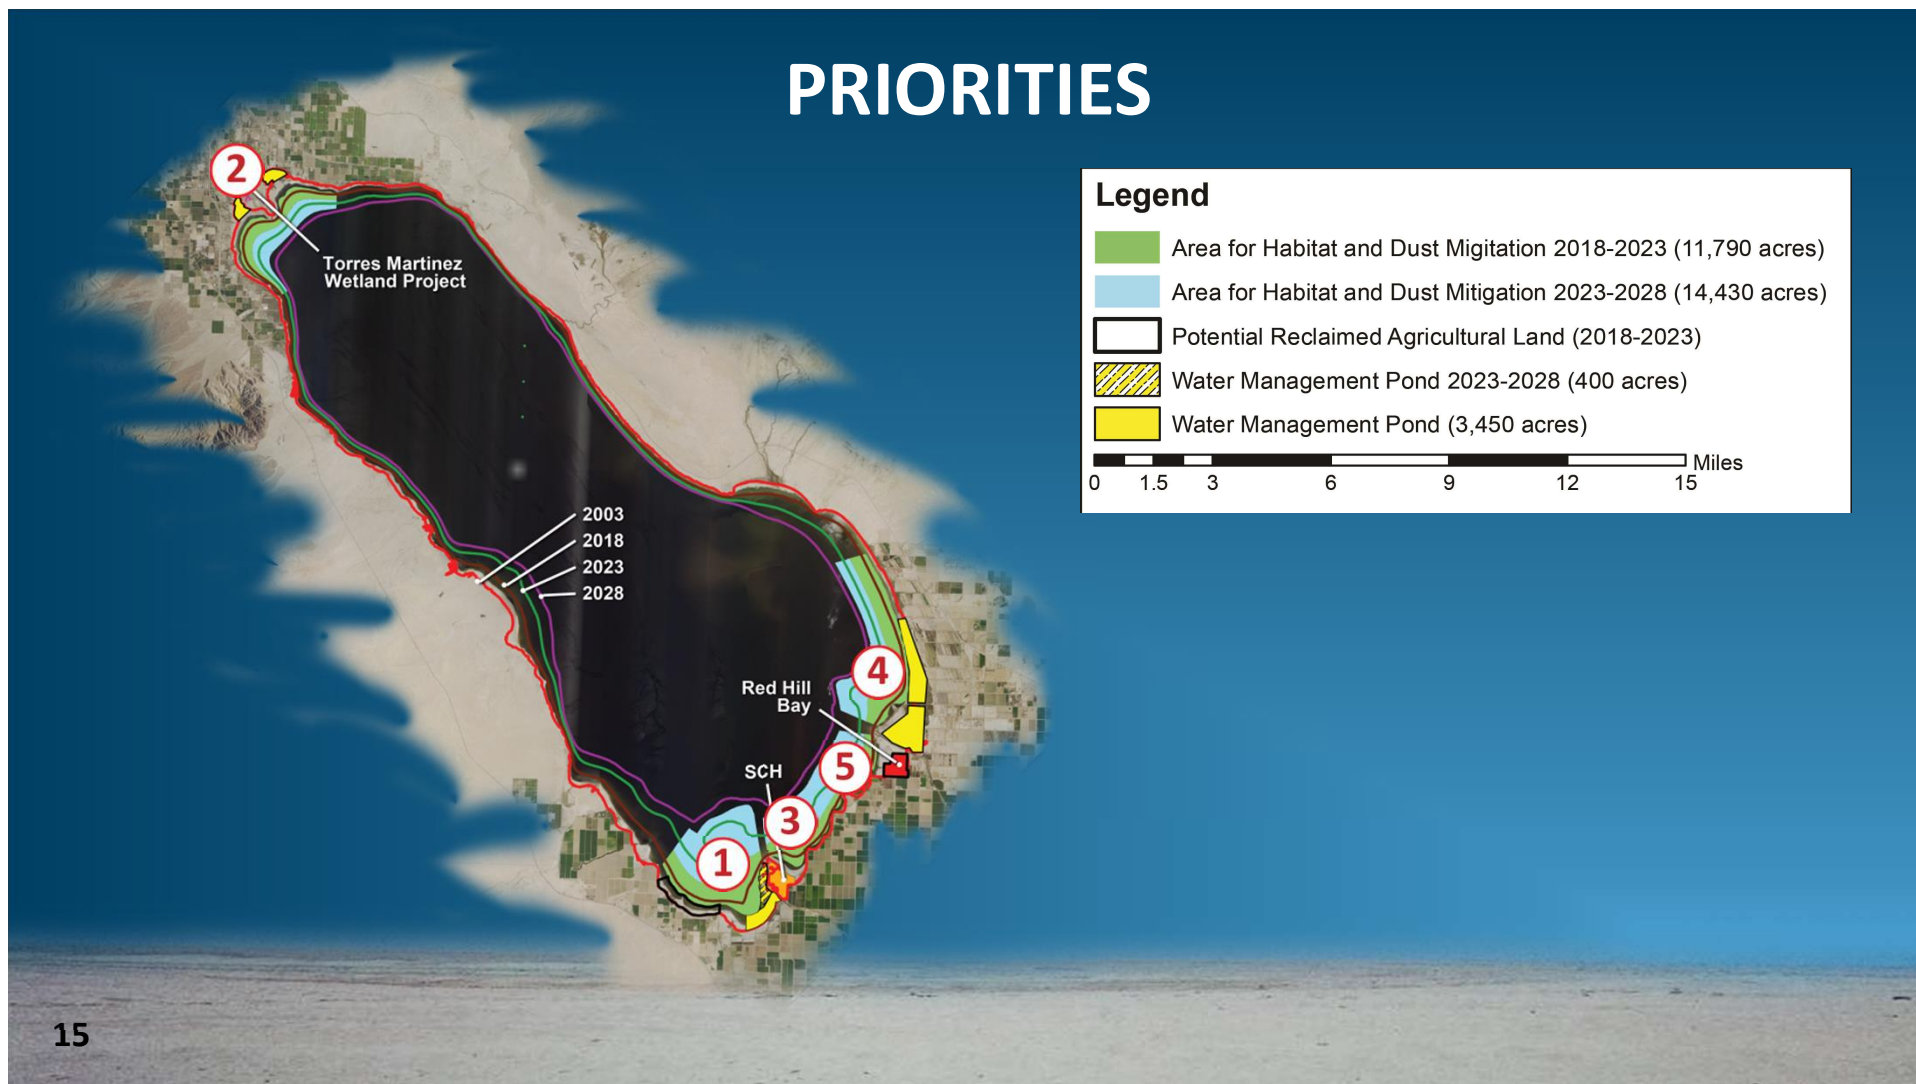 PRIORITIES
2
Torres Martinez
Wetland Project
2003
2018
2023
2028
Red Hill
Bay
4
SCH
5
3
1
Legend
Area for Habitat and Dust Migitation 2018-2023 (11,790 acres)
Area for Habitat and Dust Mitigation 2023-2028 (14,430 acres)
Potential Reclaimed Agricultural Land (2018-2023)
Water Management Pond 2023-2028 (400 acres)
Water Management Pond (3,450 acres)
Miles
0 1.5 3 6 9 12 15
15